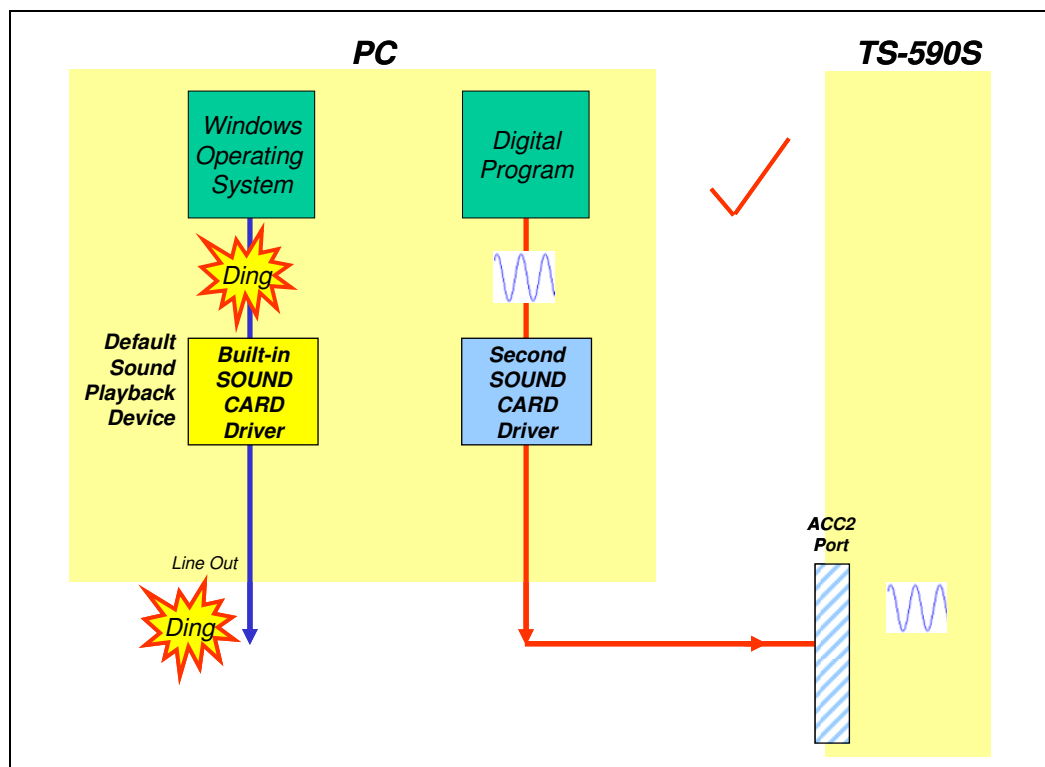 PC
TS-590S
Windows
Operating
System
Digital
Program
Ding
Default
Sound
Playback
Device
Built-in
SOUND
CARD
Driver
Second
SOUND
CARD
Driver
ACC2
Port
Line Out
Ding